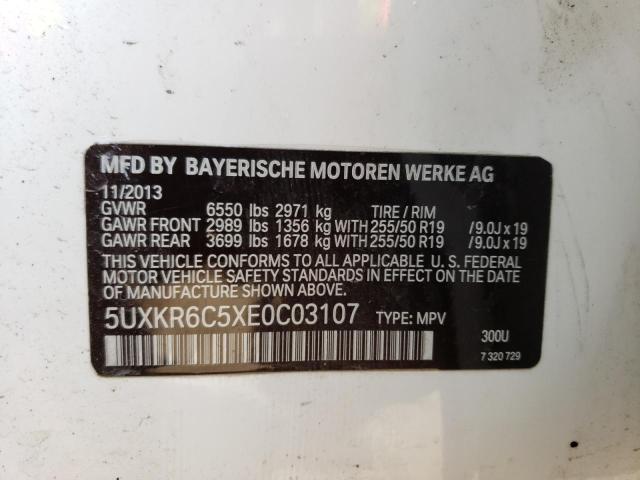 MFD BY BAYERISCHE MOTOREN WERKE AG
11/2013
GVWR 6550 lbs 2971 kg TIRE / RIM
GAWR FRONT 2989 lbs 1356 kg WITH 255/50 R19 /9.0J x 19
GAWR REAR 3699 lbs 1678 kg WITH 255/50 R19 /9.0J x 19
THIS VEHICLE CONFORMS TO ALL APPLICABLE U. S. FEDERAL
MOTOR VEHICLE SAFETY STANDARDS IN EFFECT ON THE DATE
OF MANUFACTURE SHOWN ABOVE.
5UXKR6C5XE0C03107 TYPE: MPV
300U
7 320 729